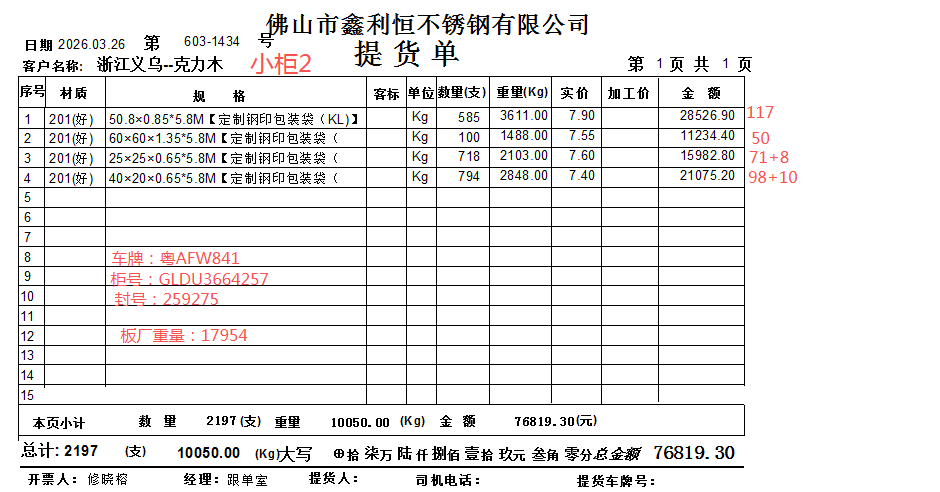 佛山市鑫利恒不锈钢有限公司
日期 2026.03.26 第 603-1434 号
提货单
客户名称: 浙江义乌--克力木 小柜2 第 1 页 共 1 页
序号 材质 规 格 客标 单位 数量(支) 重量(Kg) 实价 加工价 金 额
1 201(好) 50.8×0.85*5.8M【定制钢印包装袋（KL)】 Kg 585 3611.00 7.90 28526.90 117
2 201(好) 60×60×1.35*5.8M【定制钢印包装袋（ Kg 100 1488.00 7.55 11234.40 50
3 201(好) 25×25×0.65*5.8M【定制钢印包装袋（ Kg 718 2103.00 7.60 15982.80 71+8
4 201(好) 40×20×0.65*5.8M【定制钢印包装袋（ Kg 794 2848.00 7.40 21075.20 98+10
5
6
7
8 车牌：粤AFW841
9 柜号：GLDU3664257
10 封号：259275
11
12 板厂重量：17954
13
14
15
本页小计 数 量 2197(支) 重量 10050.00 (Kg) 金 额 76819.30(元)
总计: 2197 (支) 10050.00 (Kg)大写 ⊕拾 柒万 陆仟 捌佰 壹拾 玖元 叁角 零分 总金额 76819.30
开票人: 修晓榕 经理: 跟单室 提货人: 司机电话: 提货车牌号: